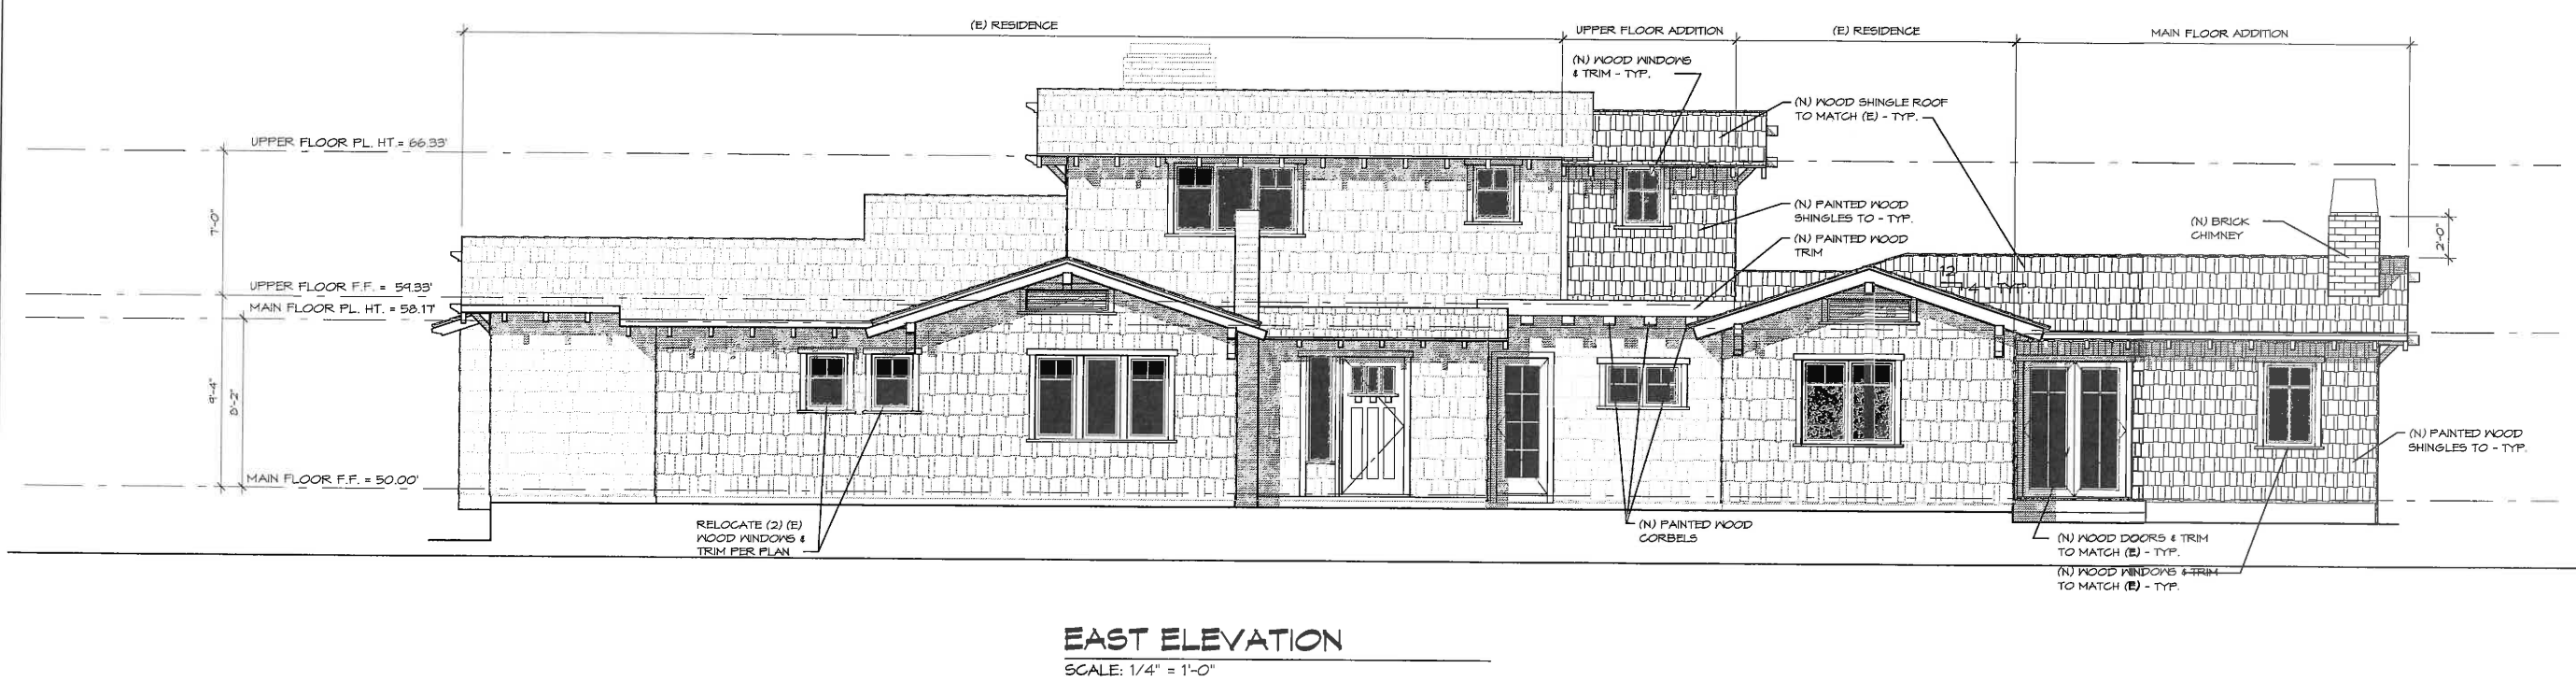 (E) RESIDENCE
UPPER FLOOR ADDITION
(E) RESIDENCE
MAIN FLOOR ADDITION
(N) WOOD WINDOWS
& TRIM - TYP.
(N) WOOD SHINGLE ROOF
TO MATCH (E) - TYP.
UPPER FLOOR PL. HT.= 66.33'
(N) PAINTED WOOD
SHINGLES TO - TYP.
(N) PAINTED WOOD
TRIM
(N) BRICK
CHIMNEY
2'-0"
7'-0"
12
UPPER FLOOR F.F. = 59.33'
MAIN FLOOR PL. HT. = 58.17'
9'-4"
8'-2"
MAIN FLOOR F.F. = 50.00'
(N) PAINTED WOOD
SHINGLES TO - TYP.
RELOCATE (2) (E)
WOOD WINDOWS &
TRIM PER PLAN
(N) PAINTED WOOD
CORBELS
(N) WOOD DOORS & TRIM
TO MATCH (E) - TYP.
(N) WOOD WINDOWS & TRIM
TO MATCH (E) - TYP.
EAST ELEVATION
SCALE: 1/4" = 1'-0"